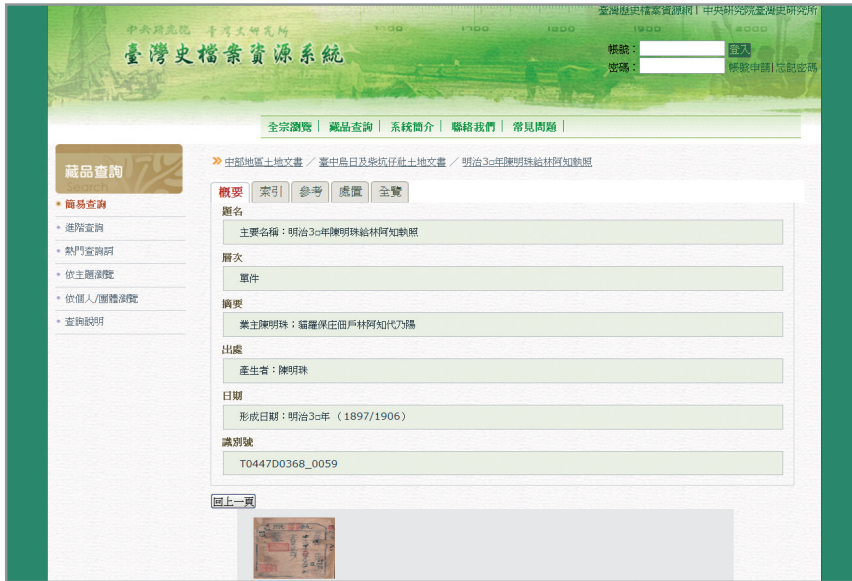 臺灣歷史檔案資源網 | 中央研究院臺灣史研究所
中央研究院 臺灣史研究所
1700 1800 1900 2000
臺灣史檔案資源系統
帳號： 登入
密碼： 帳號申請|忘記密碼
全宗瀏覽 | 藏品查詢 | 系統簡介 | 聯絡我們 | 常見問題 |
藏品查詢
Search
簡易查詢
進階查詢
熱門查詢詞
依主題瀏覽
依個人/團體瀏覽
查詢說明
中部地區土地文書 ／ 臺中烏日及柴坑仔社土地文書 ／ 明治3□年陳明珠給林阿知執照
概要 索引 參考 處置 全覽
題名
主要名稱：明治3□年陳明珠給林阿知執照
層次
單件
摘要
業主陳明珠；貓羅保庄佃戶林阿知代乃陽
出處
產生者：陳明珠
日期
形成日期：明治3□年 （1897/1906）
識別號
T0447D0368_0059
回上一頁